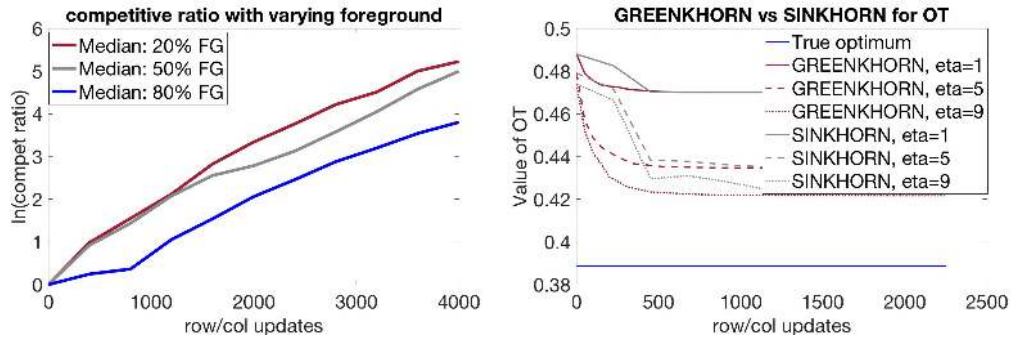 competitive ratio with varying foreground
6
5
4
3
2
1
0
ln(compet ratio)
Median: 20% FG
Median: 50% FG
Median: 80% FG
0
1000
2000
3000
4000
row/col updates
GREENKHORN vs SINKHORN for OT
0.5
0.48
0.46
0.44
0.42
0.4
0.38
Value of OT
True optimum
GREENKHORN, eta=1
GREENKHORN, eta=5
GREENKHORN, eta=9
SINKHORN, eta=1
SINKHORN, eta=5
SINKHORN, eta=9
0
500
1000
1500
2000
2500
row/col updates